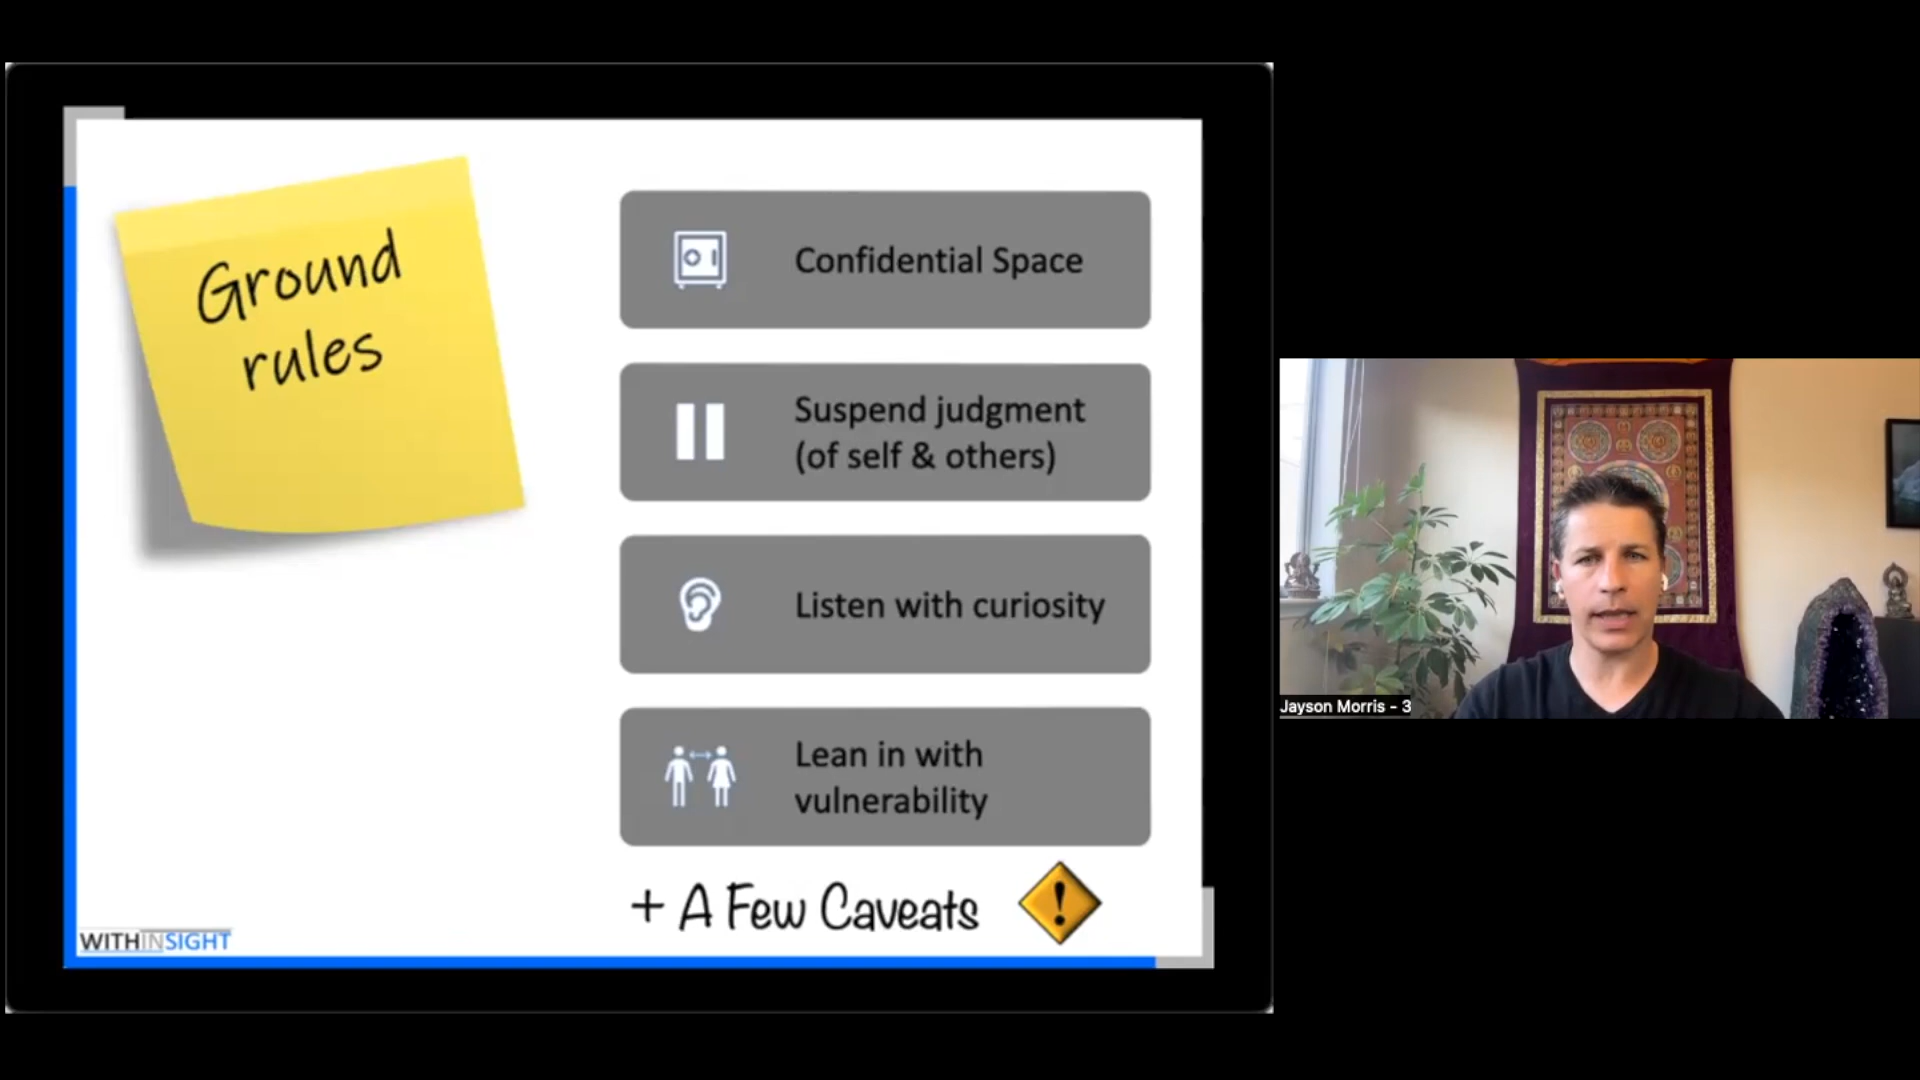 Ground
rules
Confidential Space
Suspend judgment
(of self & others)
Listen with curiosity
Lean in with
vulnerability
+ A Few Caveats
!
WITHINSIGHT
Jayson Morris - 3